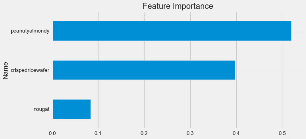 Feature Importance
Name
peanutyalmondy
crispedricewafer
nougat
0.0 0.1 0.2 0.3 0.4 0.5